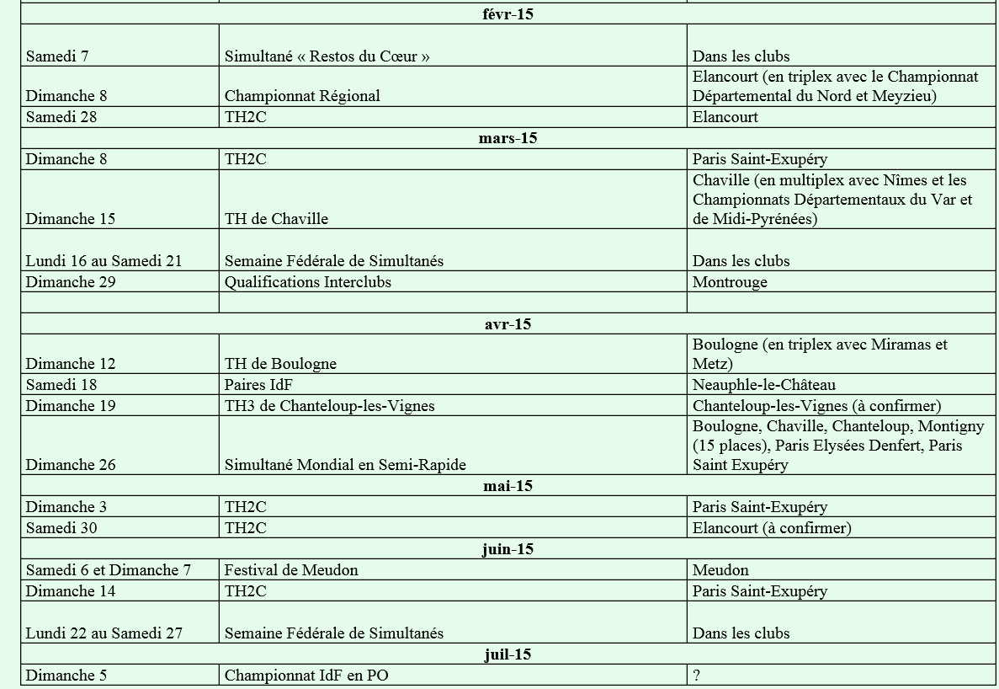 févr-15
Samedi 7 Simultané « Restos du Cœur » Dans les clubs
Dimanche 8 Championnat Régional Elancourt (en triplex avec le Championnat
Départemental du Nord et Meyzieu)
Samedi 28 TH2C Elancourt
mars-15
Dimanche 8 TH2C Paris Saint-Exupéry
Dimanche 15 TH de Chaville Chaville (en multiplex avec Nîmes et les
Championnats Départementaux du Var et
de Midi-Pyrénées)
Lundi 16 au Samedi 21 Semaine Fédérale de Simultanés Dans les clubs
Dimanche 29 Qualifications Interclubs Montrouge
avr-15
Dimanche 12 TH de Boulogne Boulogne (en triplex avec Miramas et
Metz)
Samedi 18 Paires IdF Neauphle-le-Château
Dimanche 19 TH3 de Chanteloup-les-Vignes Chanteloup-les-Vignes (à confirmer)
Dimanche 26 Simultané Mondial en Semi-Rapide Boulogne, Chaville, Chanteloup, Montigny
(15 places), Paris Elysées Denfert, Paris
Saint Exupéry
mai-15
Dimanche 3 TH2C Paris Saint-Exupéry
Samedi 30 TH2C Elancourt (à confirmer)
juin-15
Samedi 6 et Dimanche 7 Festival de Meudon Meudon
Dimanche 14 TH2C Paris Saint-Exupéry
Lundi 22 au Samedi 27 Semaine Fédérale de Simultanés Dans les clubs
juil-15
Dimanche 5 Championnat IdF en PO ?